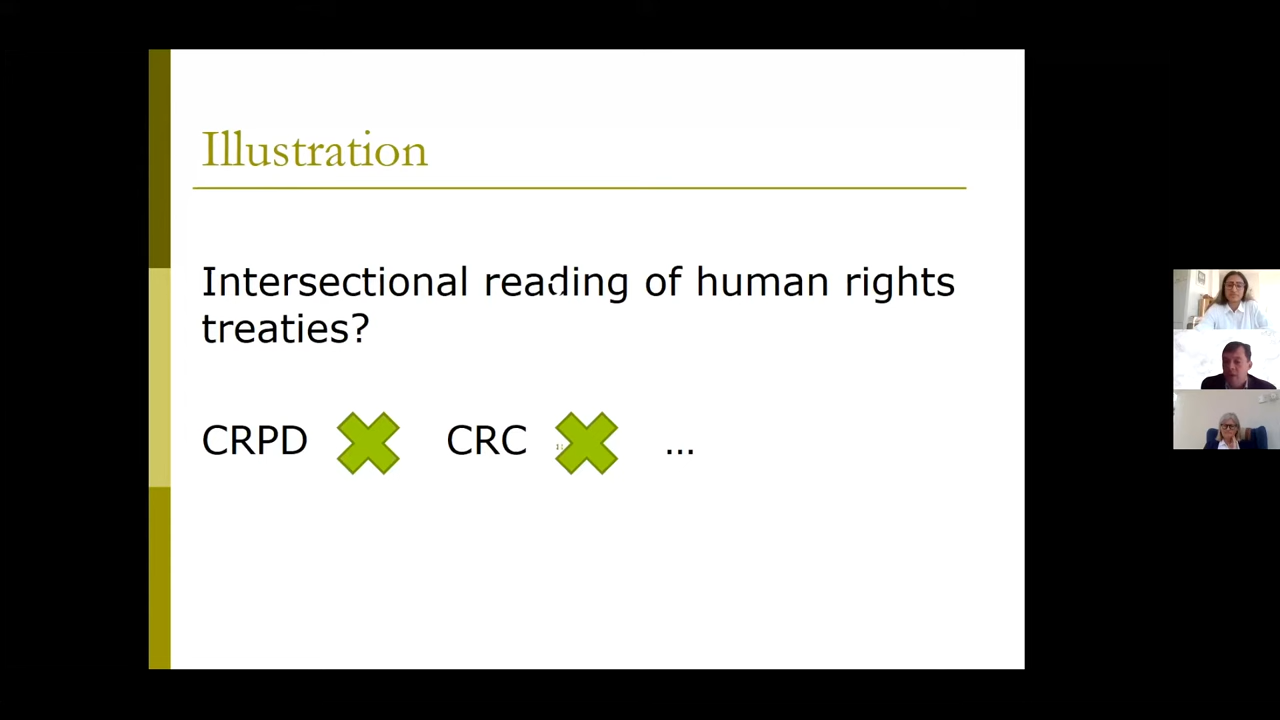 Illustration
Intersectional reading of human rights
treaties?
CRPD CRC ...